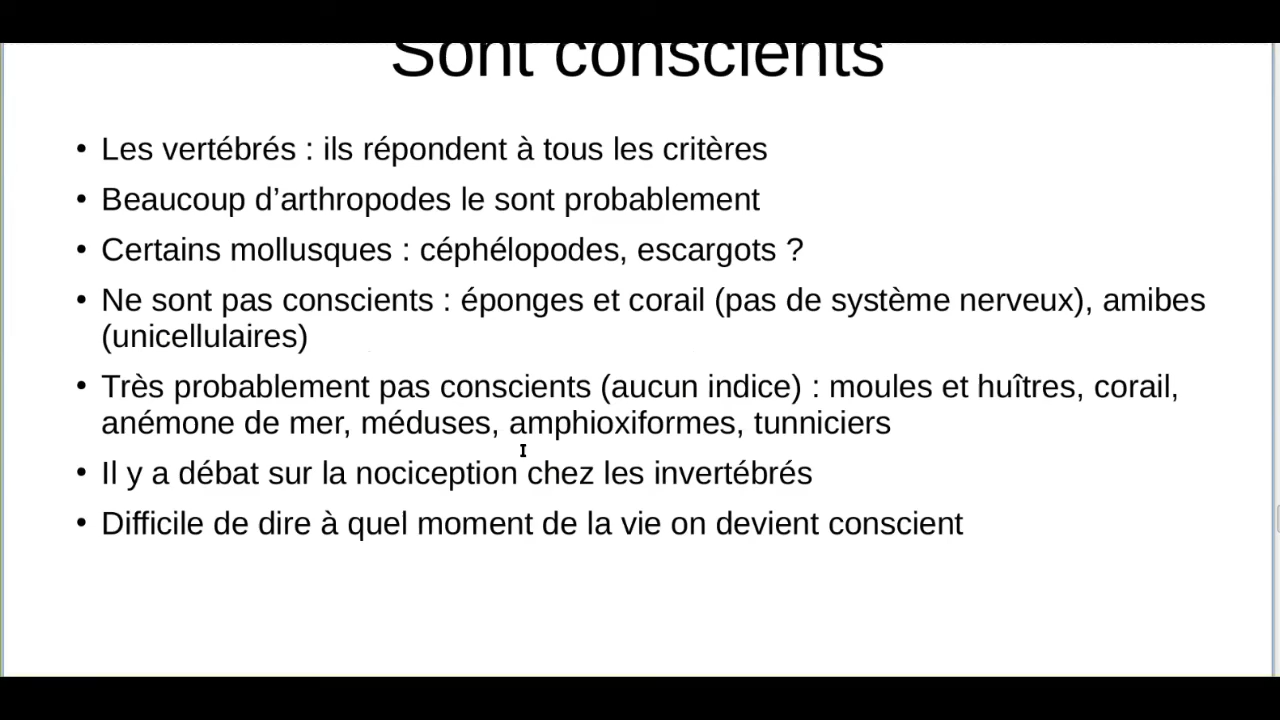 Sont conscients
• Les vertébrés : ils répondent à tous les critères
• Beaucoup d’arthropodes le sont probablement
• Certains mollusques : céphélopodes, escargots ?
• Ne sont pas conscients : éponges et corail (pas de système nerveux), amibes
(unicellulaires)
• Très probablement pas conscients (aucun indice) : moules et huîtres, corail,
anémone de mer, méduses, amphioxiformes, tunniciers
• Il y a débat sur la nociception chez les invertébrés
• Difficile de dire à quel moment de la vie on devient conscient